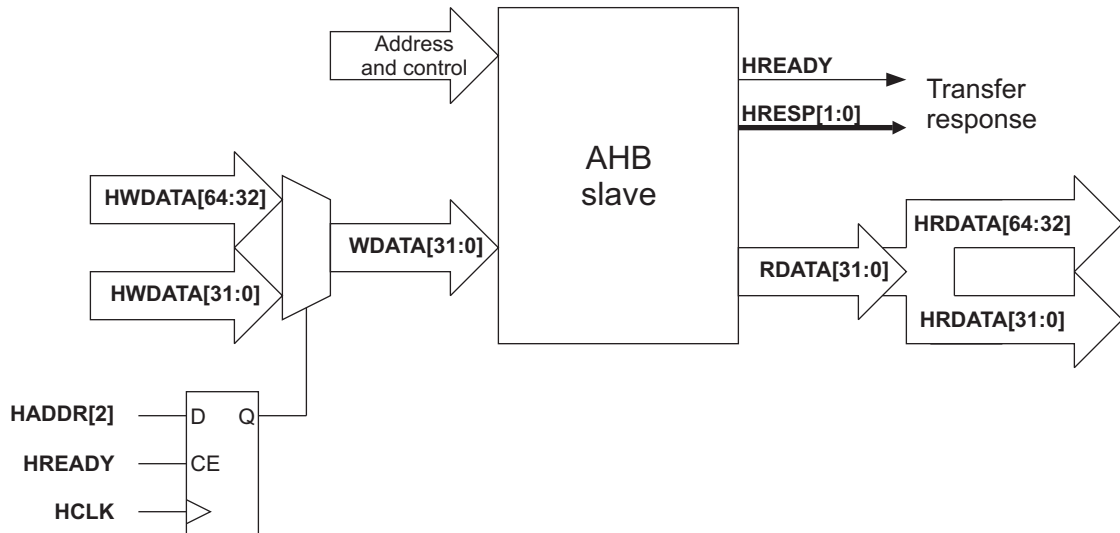 Address
and control
HREADY
HRESP[1:0]
Transfer
response
AHB
slave
HWDATA[64:32]
HWDATA[31:0]
WDATA[31:0]
RDATA[31:0]
HRDATA[64:32]
HRDATA[31:0]
HADDR[2]
D
Q
HREADY
CE
HCLK